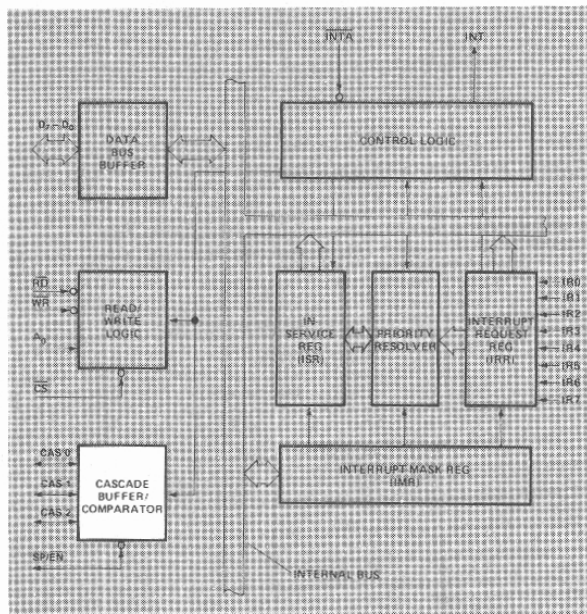 INTA
INT
D7 – D0
DATA
BUS
BUFFER
CONTROL LOGIC
RD
WR
A0
CS
READ/
WRITE
LOGIC
IN
SERVICE
REG
(ISR)
PRIORITY
RESOLVER
INTERRUPT
REQUEST
REG
(IRR)
IR0
IR1
IR2
IR3
IR4
IR5
IR6
IR7
CAS 0
CAS 1
CAS 2
CASCADE
BUFFER/
COMPARATOR
SP/EN
INTERRUPT MASK REG
(IMR)
INTERNAL BUS